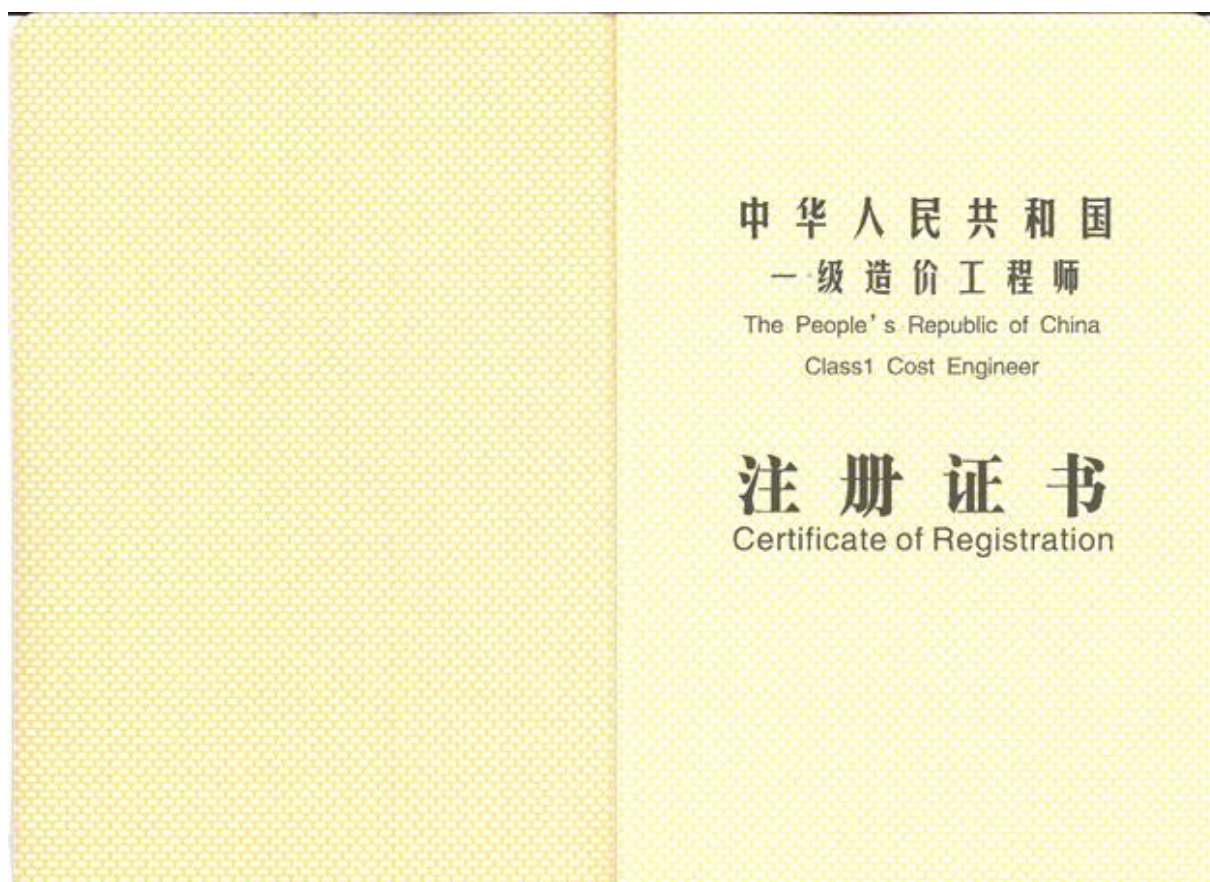 中华人民共和国
一级造价工程师
The People's Republic of China
Class1 Cost Engineer
注册证书
Certificate of Registration